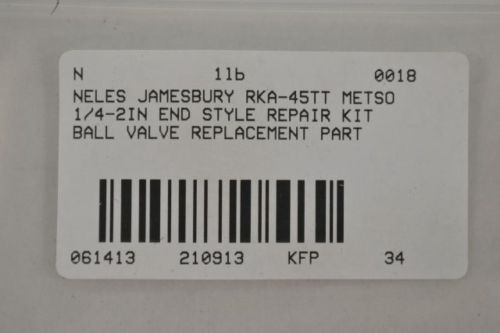 N 1lb 0018
NELES JAMESBURY RKA-45TT METSO
1/4-2IN END STYLE REPAIR KIT
BALL VALVE REPLACEMENT PART
061413 210913 KFP 34